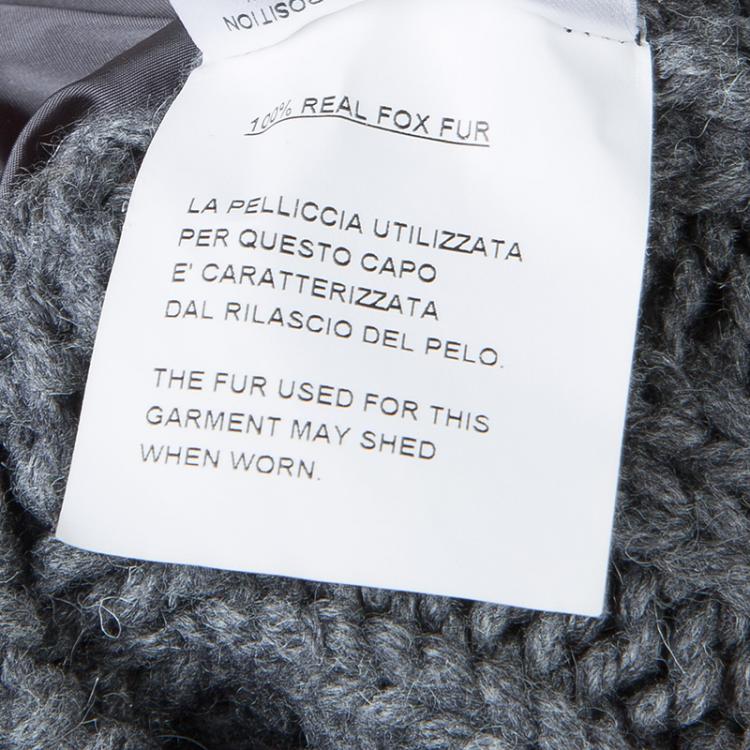 POSITION
100% REAL FOX FUR
LA PELLICCIA UTILIZZATA
PER QUESTO CAPO
E' CARATTERIZZATA
DAL RILASCIO DEL PELO.
THE FUR USED FOR THIS
GARMENT MAY SHED
WHEN WORN.